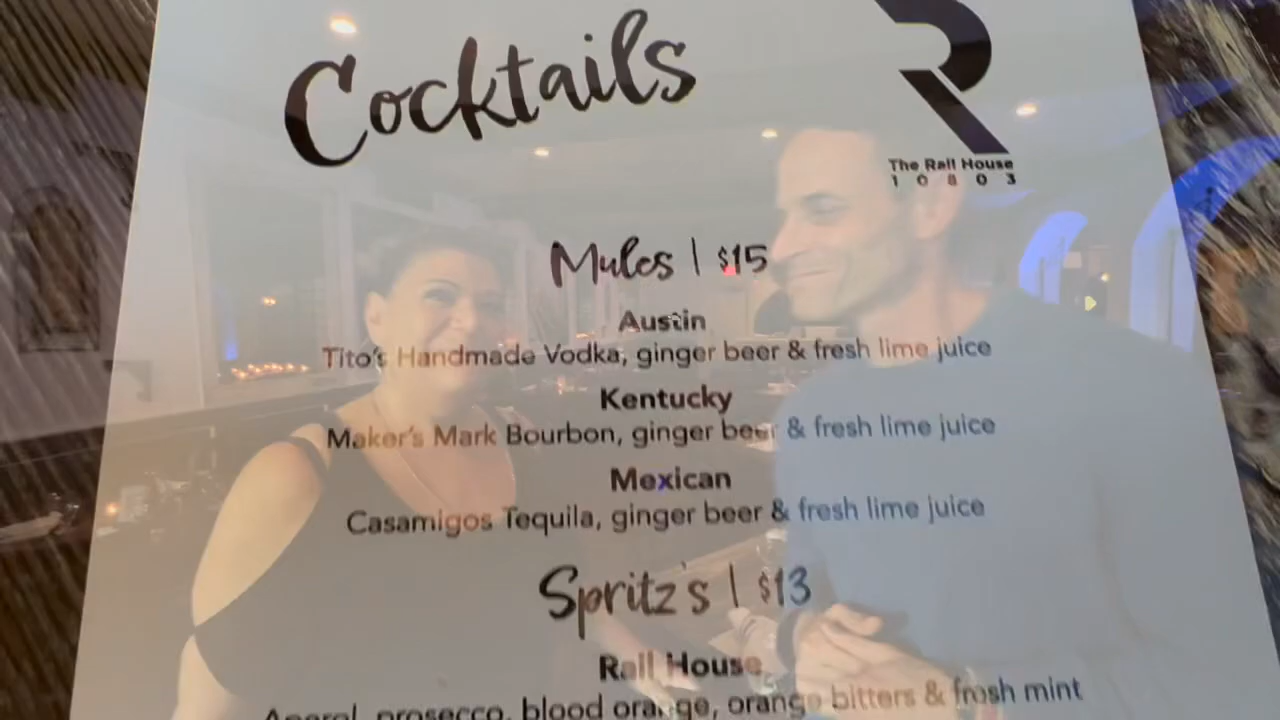 Cocktails
The Rail House
1 0 8 0 3
Mules | $15
Austin
Tito's Handmade Vodka, ginger beer & fresh lime juice
Kentucky
Maker's Mark Bourbon, ginger beer & fresh lime juice
Mexican
Casamigos Tequila, ginger beer & fresh lime juice
Spritz's | $13
Rail House
Aperol, prosecco, blood orange, orange bitters & fresh mint